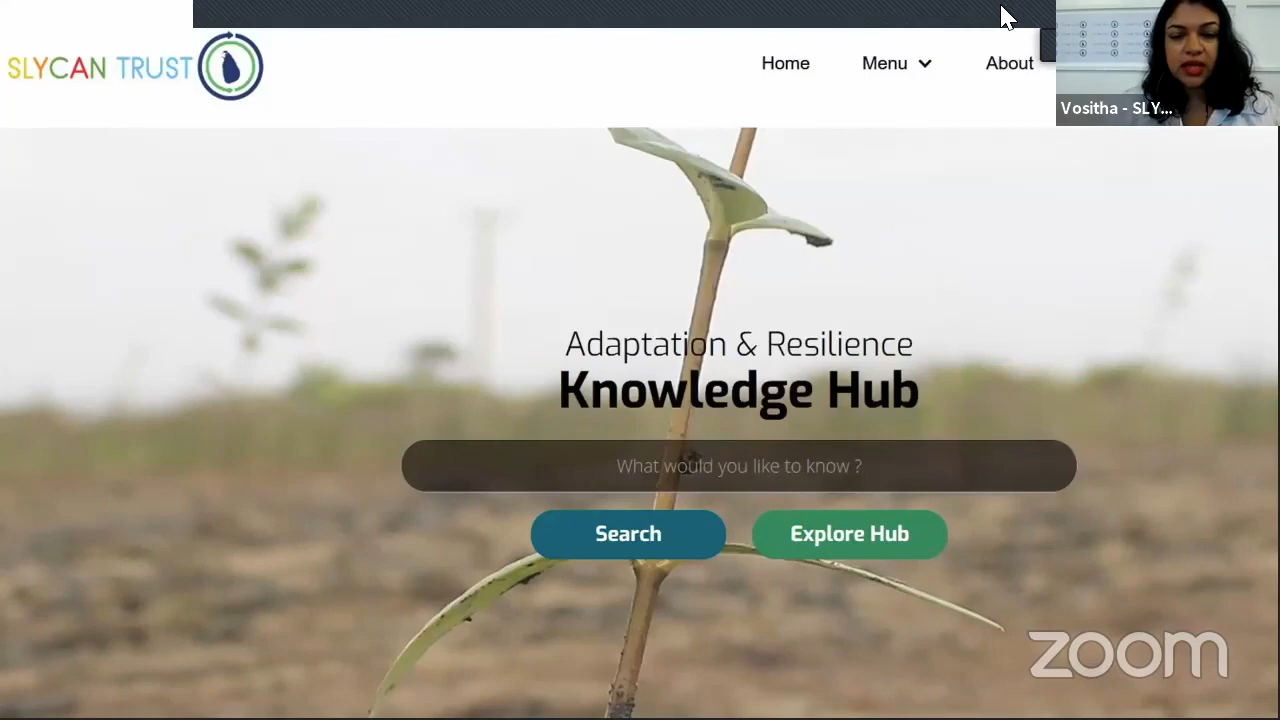 SLYCAN TRUST
Home
Menu
About
Vositha - SLY...
Adaptation & Resilience
Knowledge Hub
What would you like to know ?
Search
Explore Hub
zoom